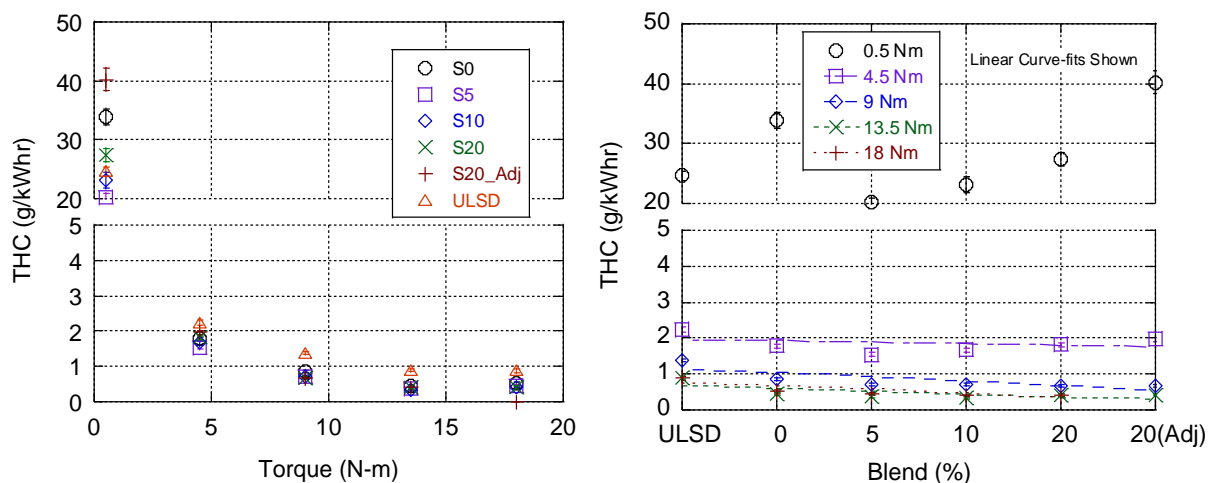 THC (g/kWhr)
50
40
30
20
5
4
3
2
1
0
0 5 10 15 20
Torque (N-m)
S0
S5
S10
S20
S20_Adj
ULSD
THC (g/kWhr)
50
40
30
20
5
4
3
2
1
0
ULSD 0 5 10 20 20(Adj)
Blend (%)
0.5 Nm
4.5 Nm
9 Nm
13.5 Nm
18 Nm
Linear Curve-fits Shown